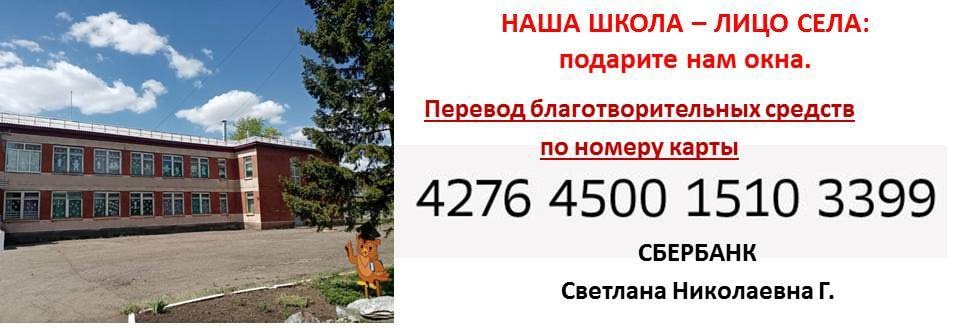 НАША ШКОЛА – ЛИЦО СЕЛА:
подарите нам окна.
Перевод благотворительных средств
по номеру карты
4276 4500 1510 3399
СБЕРБАНК
Светлана Николаевна Г.